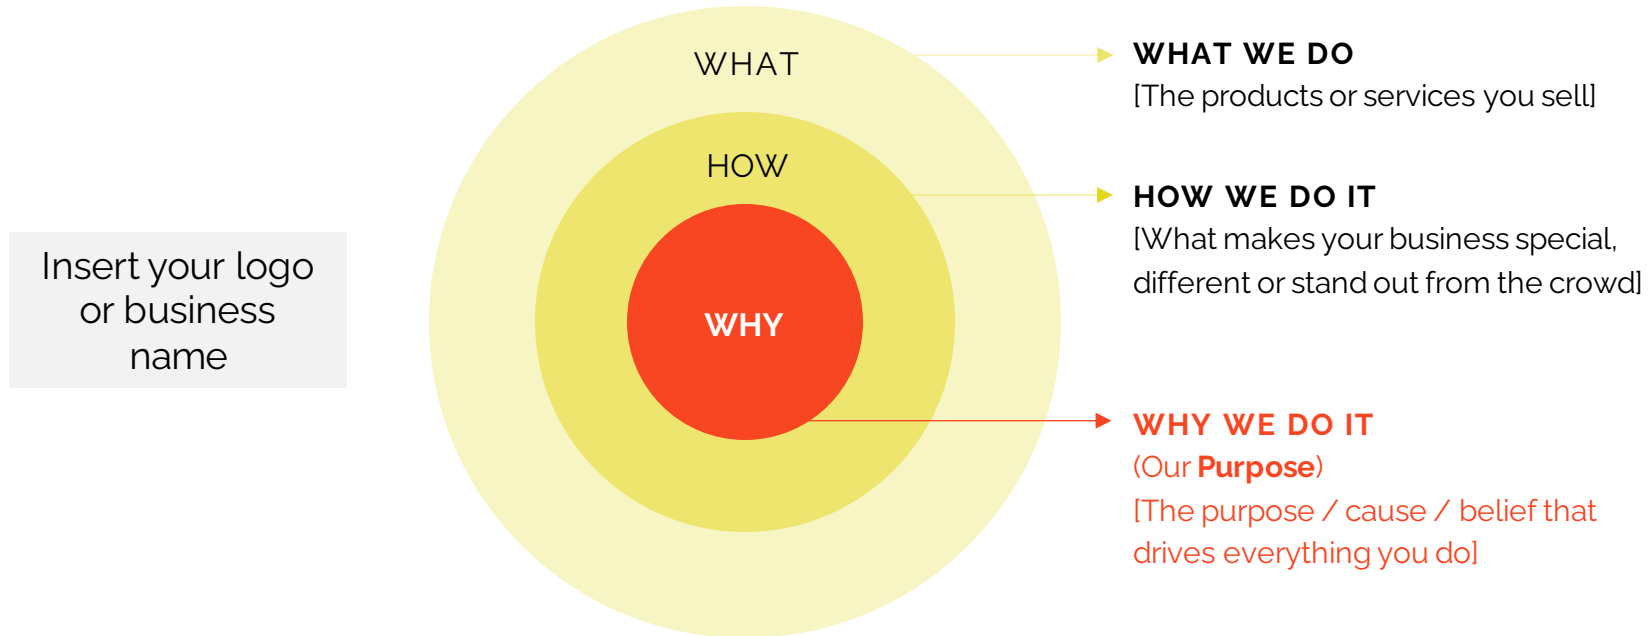 Insert your logo
or business
name
WHAT
HOW
WHY
WHAT WE DO
[The products or services you sell]
HOW WE DO IT
[What makes your business special,
different or stand out from the crowd]
WHY WE DO IT
(Our Purpose)
[The purpose / cause / belief that
drives everything you do]